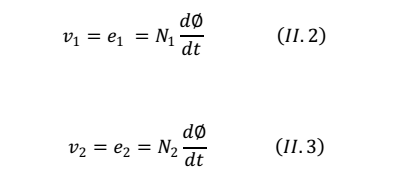 v₁ = e₁ = N₁ dØ/dt (II.2)
v₂ = e₂ = N₂ dØ/dt (II.3)